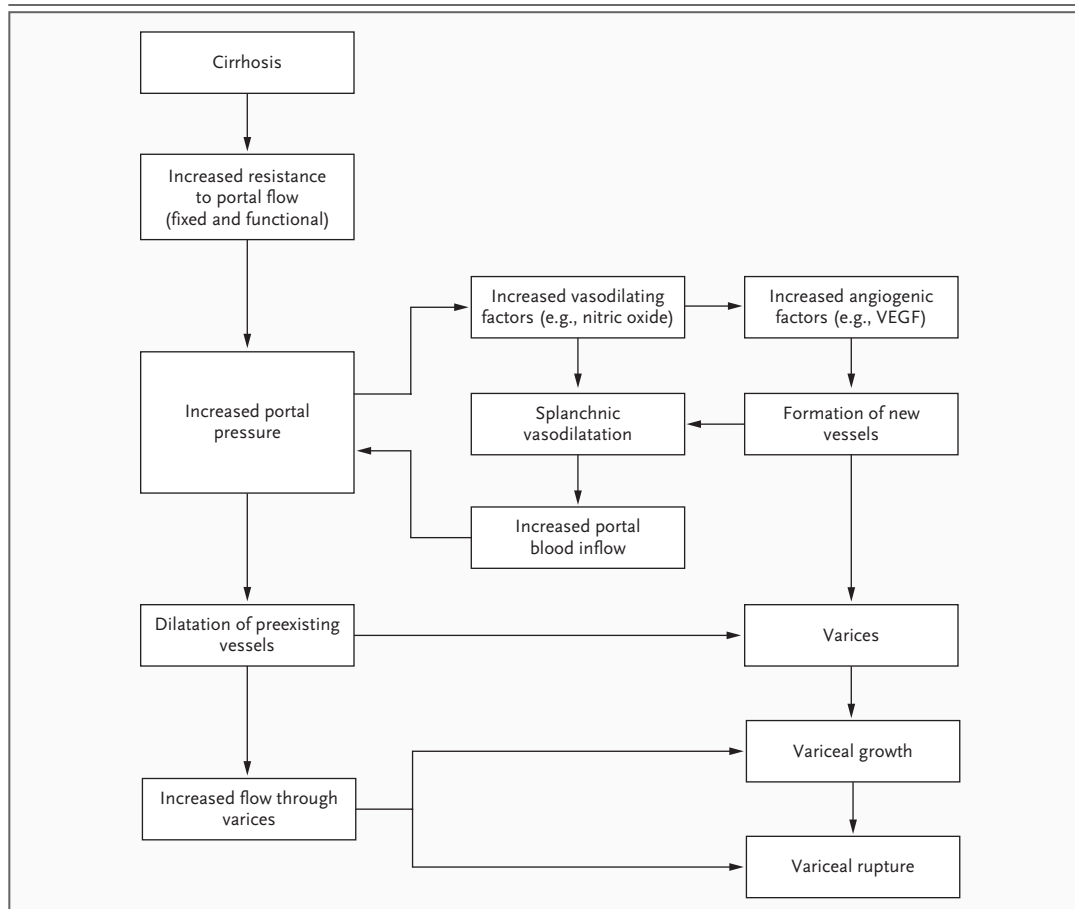 Cirrhosis
Increased resistance
to portal flow
(fixed and functional)
Increased vasodilating
factors (e.g., nitric oxide)
Increased angiogenic
factors (e.g., VEGF)
Increased portal
pressure
Splanchnic
vasodilatation
Formation of new
vessels
Increased portal
blood inflow
Dilatation of preexisting
vessels
Varices
Variceal growth
Increased flow through
varices
Variceal rupture